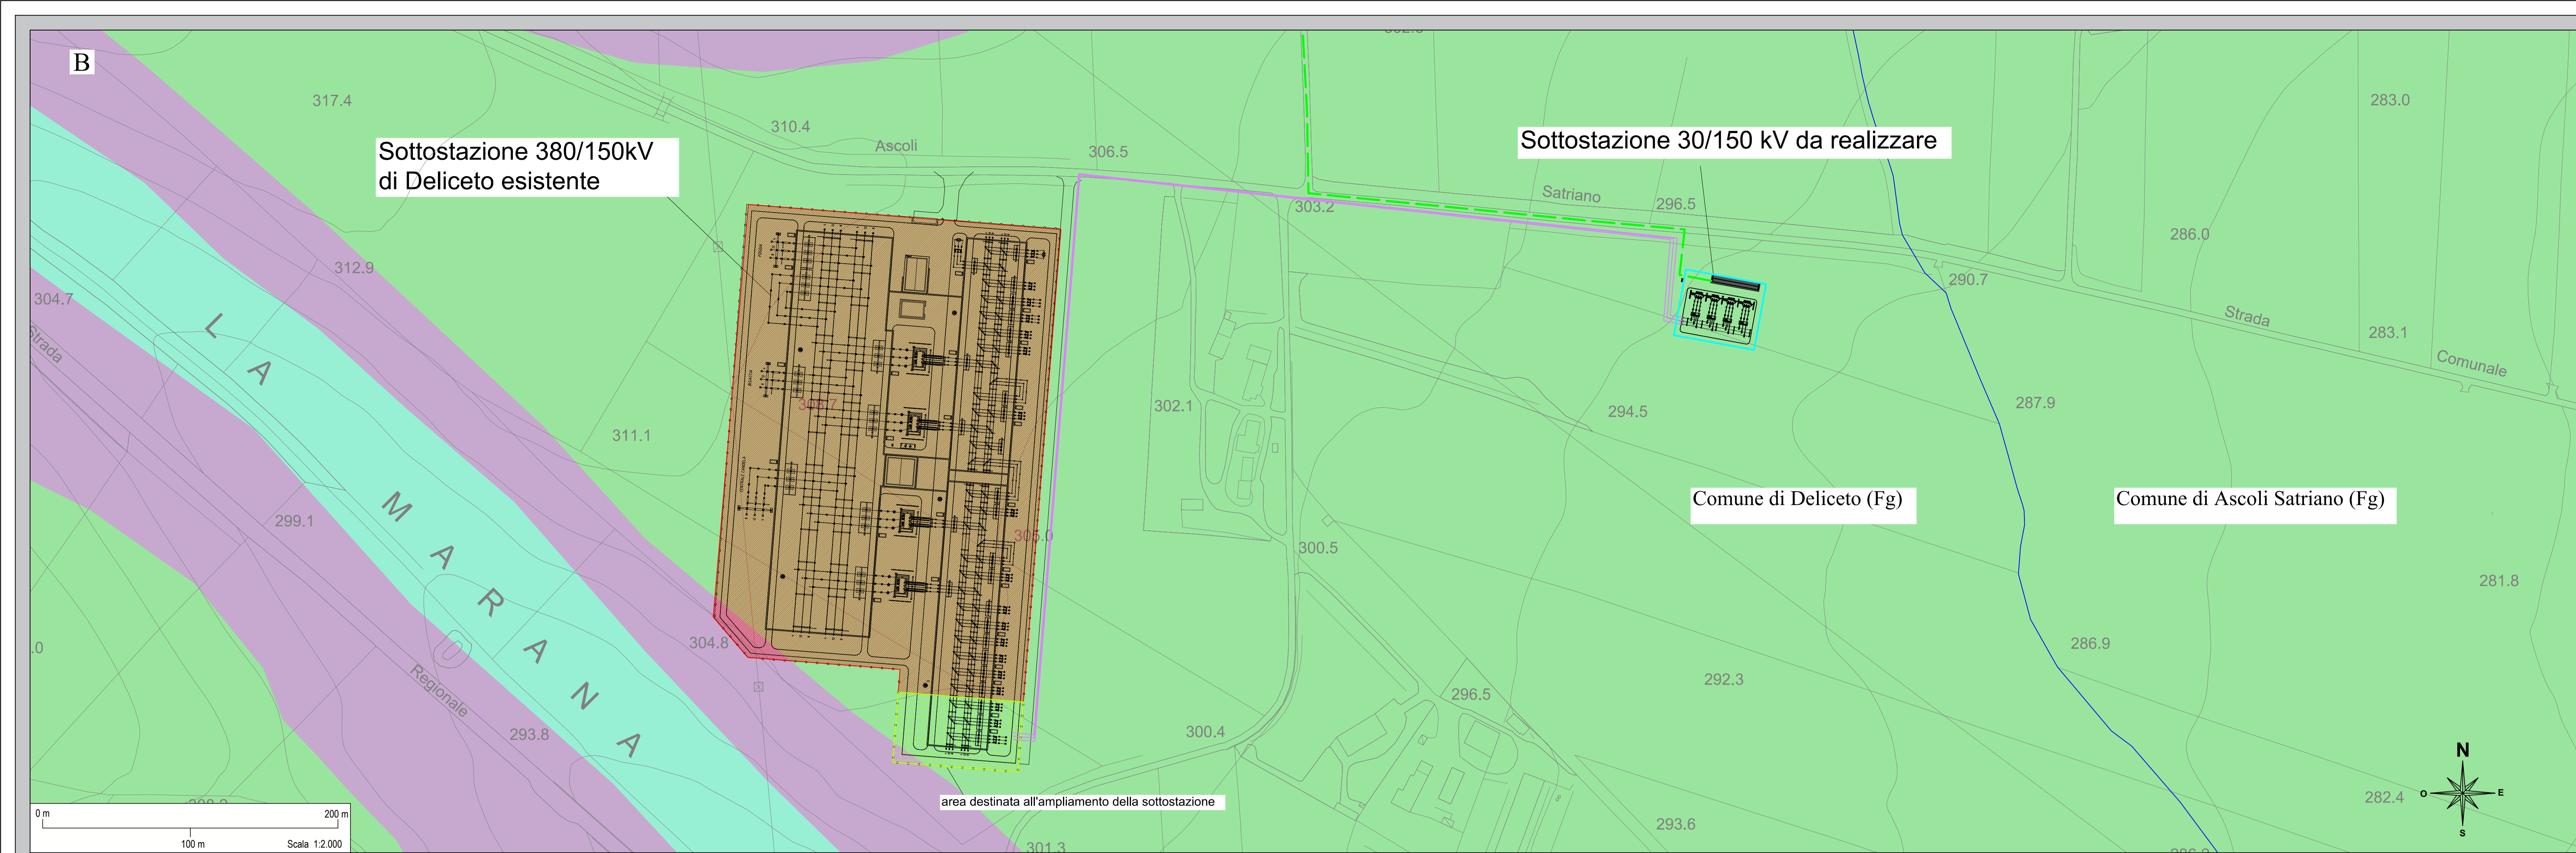 B
317.4
310.4
Ascoli
306.5
283.0
Sottostazione 380/150kV
di Deliceto esistente
Sottostazione 30/150 kV da realizzare
Satriano
303.2
296.5
286.0
312.9
304.7
290.7
Strada
283.1
Strada
Comunale
LA MARANA
311.1
302.1
294.5
287.9
299.1
305.0
300.5
Comune di Deliceto (Fg)
Comune di Ascoli Satriano (Fg)
281.8
304.8
286.9
Regionale
292.3
296.5
293.8
300.4
area destinata all'ampliamento della sottostazione
282.4
293.6
301.3
N
O
E
S
0 m
200 m
100 m
Scala 1:2.000